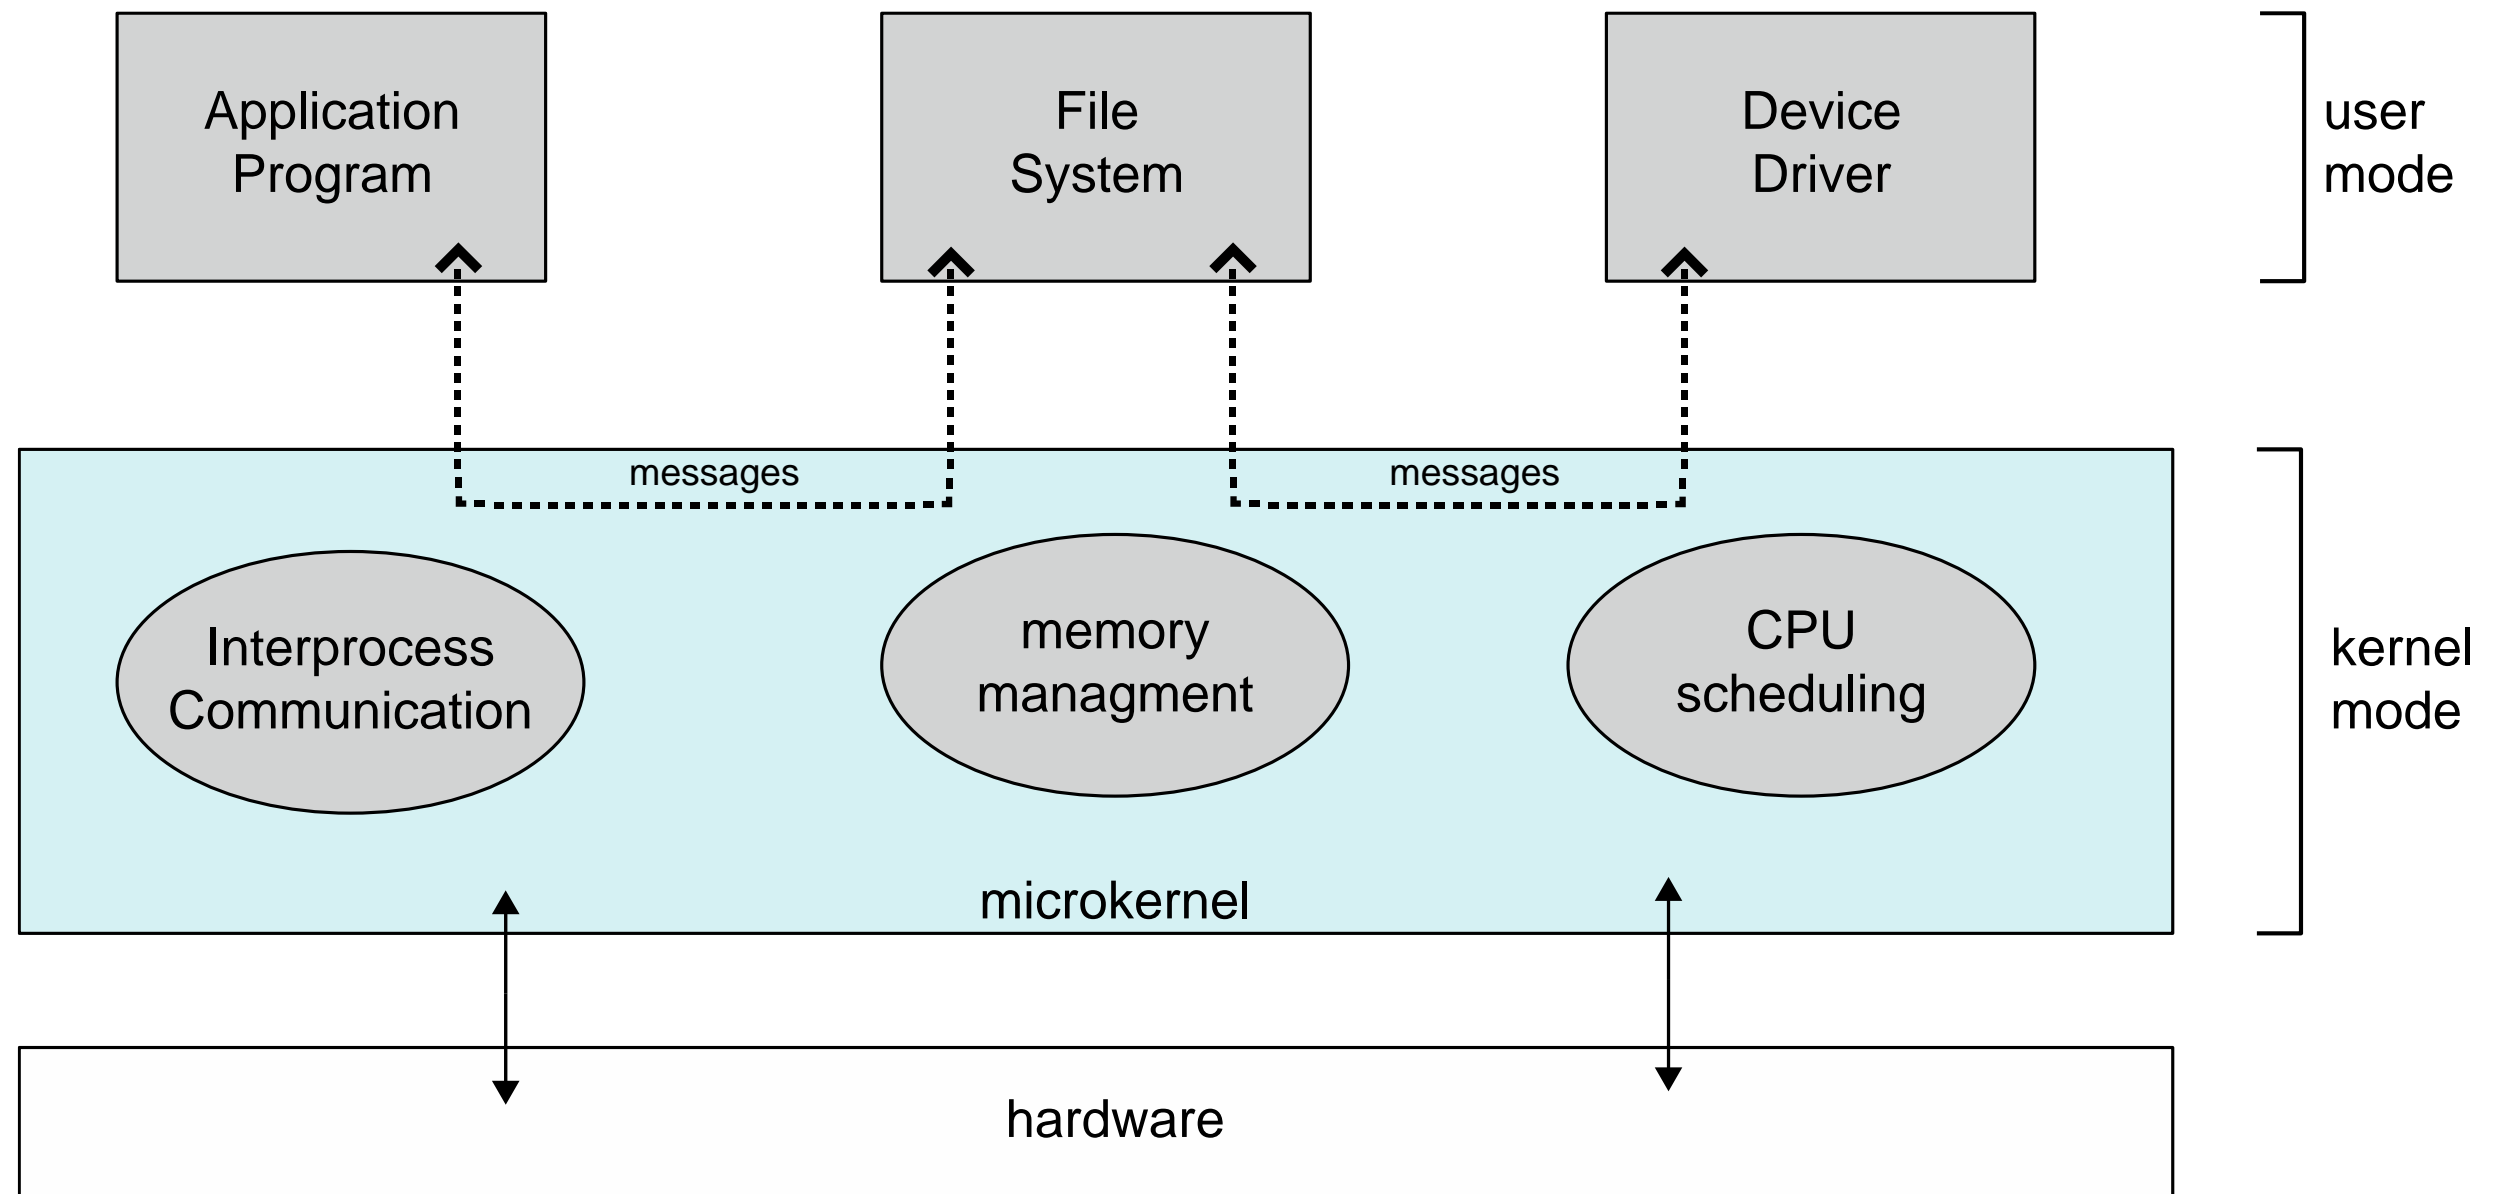 Application
Program
File
System
Device
Driver
user
mode
messages
messages
Interprocess
Communication
memory
managment
CPU
scheduling
kernel
mode
microkernel
hardware